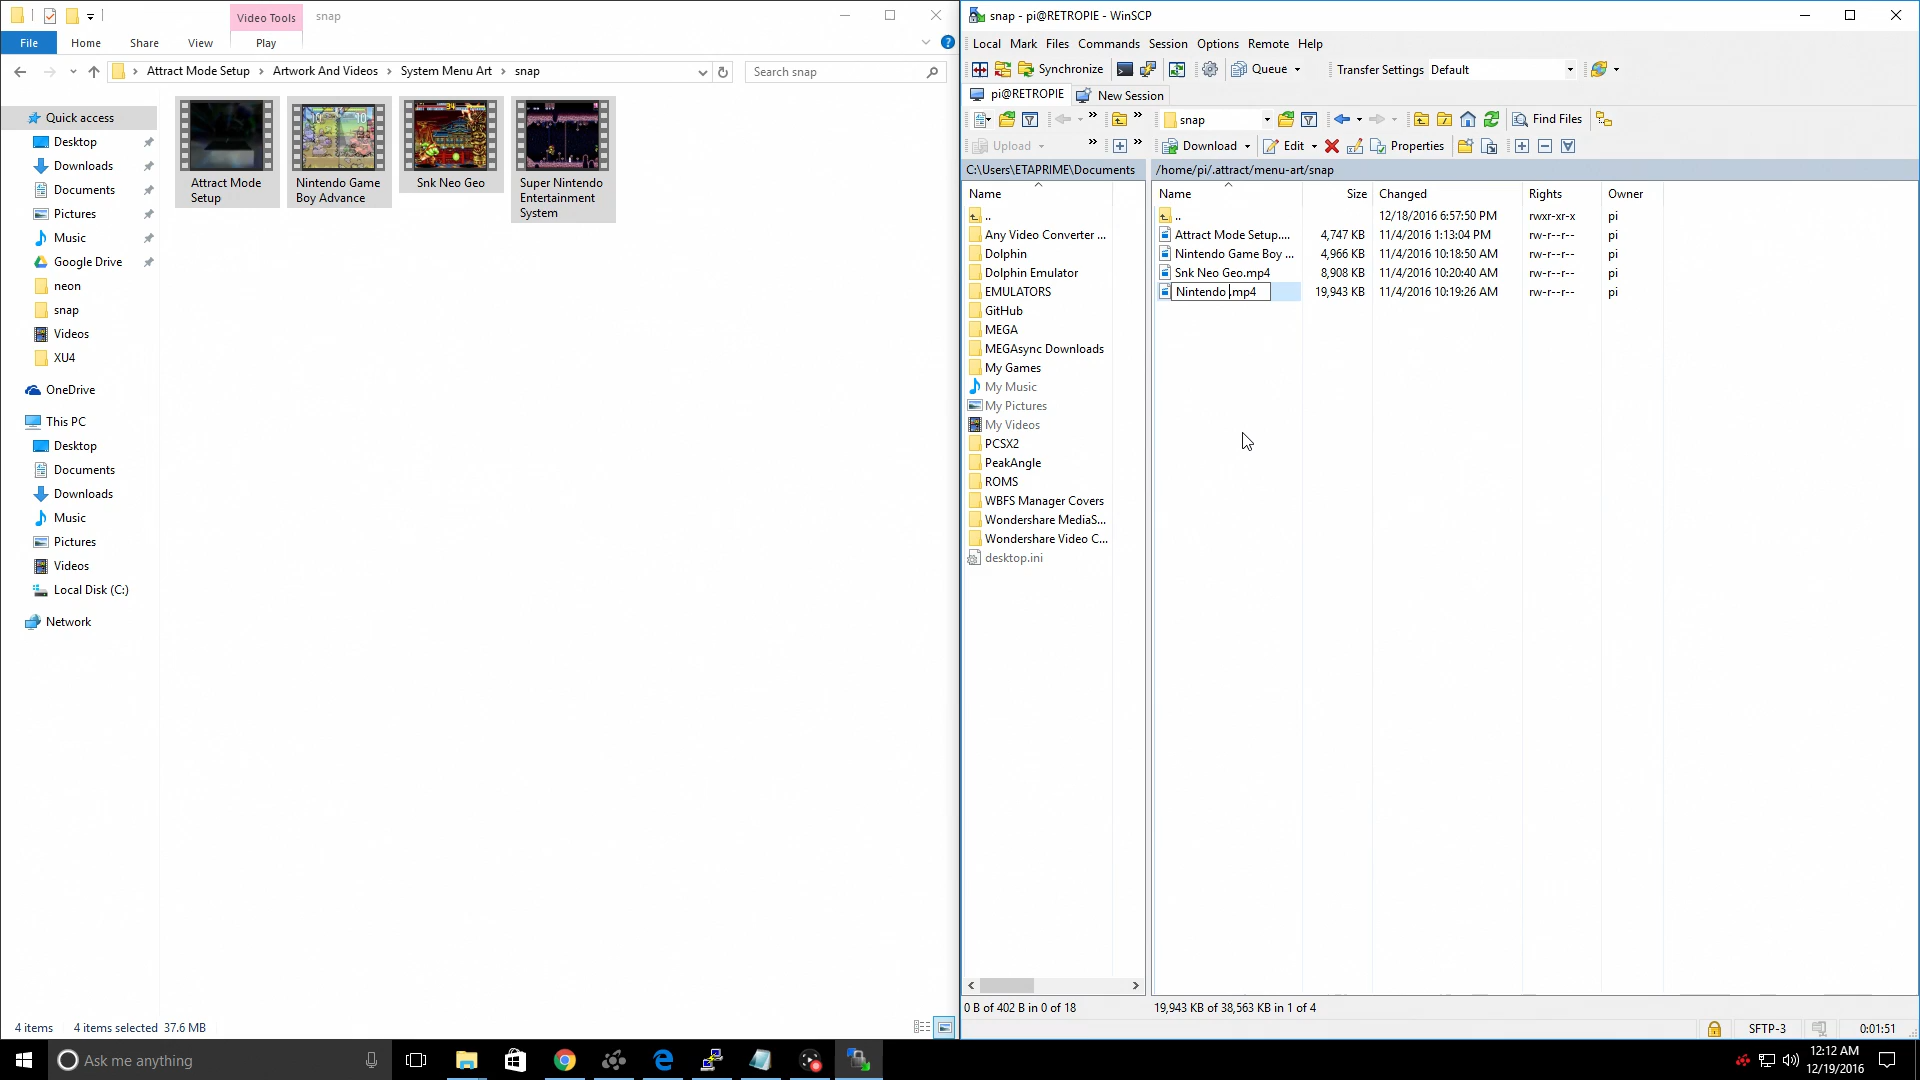 Video Tools
snap
File
Home
Share
View
Play
Attract Mode Setup
Artwork And Videos
System Menu Art
snap
Search snap
Quick access
Desktop
Downloads
Documents
Pictures
Music
Google Drive
neon
snap
Videos
XU4
OneDrive
This PC
Desktop
Documents
Downloads
Music
Pictures
Videos
Local Disk (C:)
Network
Attract Mode
Setup
Nintendo Game
Boy Advance
Snk Neo Geo
Super Nintendo
Entertainment
System
4 items
4 items selected 37.6 MB
snap - pi@RETROPIE - WinSCP
Local Mark Files Commands Session Options Remote Help
Synchronize
Queue
Transfer Settings Default
pi@RETROPIE
New Session
snap
Find Files
Upload
Download
Edit
Properties
C:\Users\ETAPRIME\Documents
/home/pi/.attract/menu-art/snap
Name
..
Any Video Converter ...
Dolphin
Dolphin Emulator
EMULATORS
GitHub
MEGA
MEGAsync Downloads
My Games
My Music
My Pictures
My Videos
PCSX2
PeakAngle
ROMS
WBFS Manager Covers
Wondershare MediaS...
Wondershare Video C...
desktop.ini
Name Size Changed Rights Owner
.. 12/18/2016 6:57:50 PM rwxr-xr-x pi
Attract Mode Setup.... 4,747 KB 11/4/2016 1:13:04 PM rw-r--r-- pi
Nintendo Game Boy ... 4,966 KB 11/4/2016 10:18:50 AM rw-r--r-- pi
Snk Neo Geo.mp4 8,908 KB 11/4/2016 10:20:40 AM rw-r--r-- pi
Nintendo .mp4 19,943 KB 11/4/2016 10:19:26 AM rw-r--r-- pi
0 B of 402 B in 0 of 18
19,943 KB of 38,563 KB in 1 of 4
SFTP-3
0:01:51
Ask me anything
12:12 AM
12/19/2016